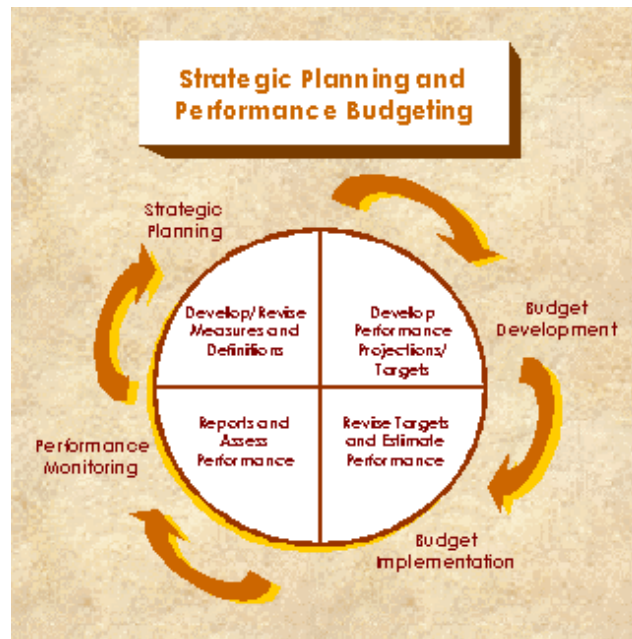 Strategic Planning and
Performance Budgeting
Strategic
Planning
Budget
Development
Develop/Revise
Measures and
Definitions
Develop
Performance
Projections/
Targets
Reports and
Assess
Performance
Revise Targets
and Estimate
Performance
Performance
Monitoring
Budget
Implementation